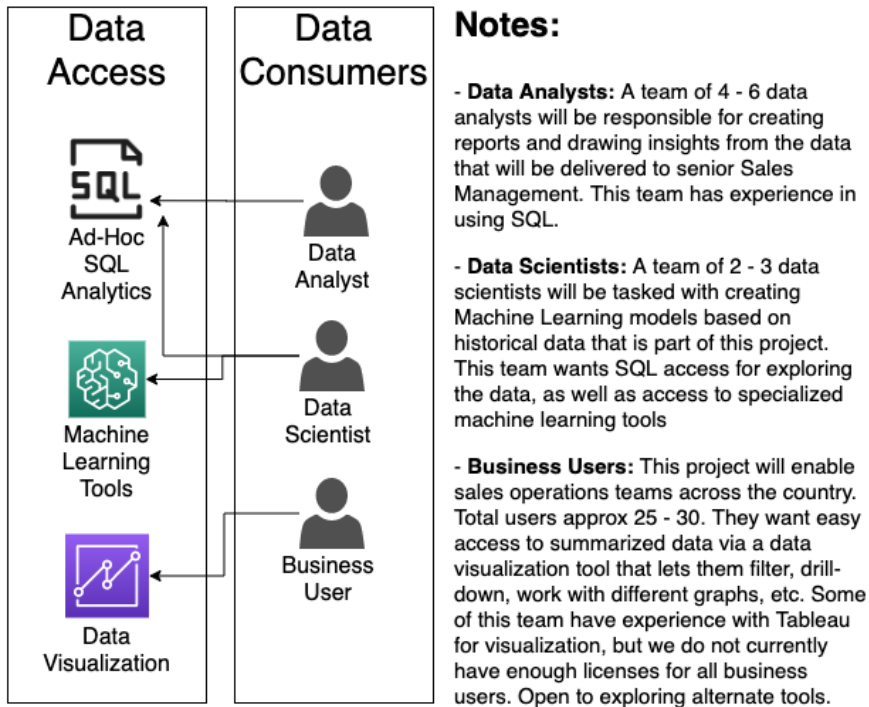 Data
Access
SQL
Ad-Hoc
SQL
Analytics
Machine
Learning
Tools
Data
Visualization
Data
Consumers
Data
Analyst
Data
Scientist
Business
User
Notes:
- Data Analysts: A team of 4 - 6 data
analysts will be responsible for creating
reports and drawing insights from the data
that will be delivered to senior Sales
Management. This team has experience in
using SQL.
- Data Scientists: A team of 2 - 3 data
scientists will be tasked with creating
Machine Learning models based on
historical data that is part of this project.
This team wants SQL access for exploring
the data, as well as access to specialized
machine learning tools
- Business Users: This project will enable
sales operations teams across the country.
Total users approx 25 - 30. They want easy
access to summarized data via a data
visualization tool that lets them filter, drill-
down, work with different graphs, etc. Some
of this team have experience with Tableau
for visualization, but we do not currently
have enough licenses for all business
users. Open to exploring alternate tools.